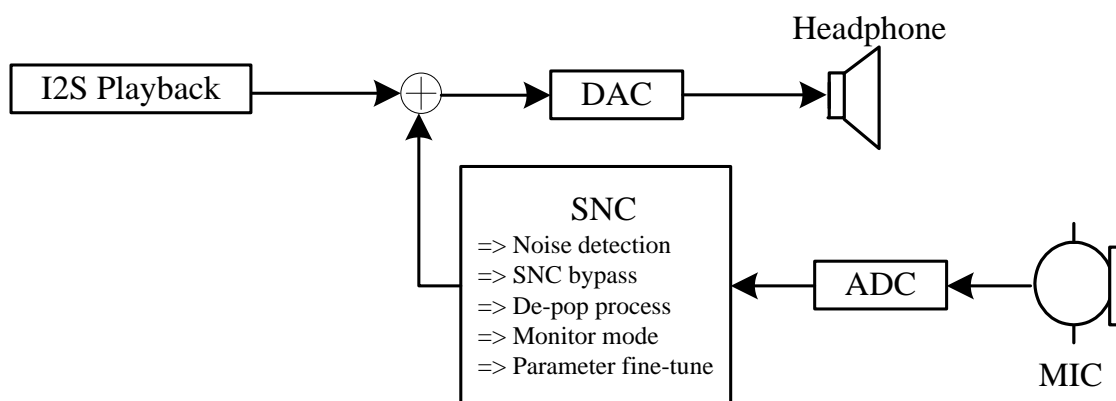 Headphone
I2S Playback
DAC
SNC
=> Noise detection
=> SNC bypass
=> De-pop process
=> Monitor mode
=> Parameter fine-tune
ADC
MIC